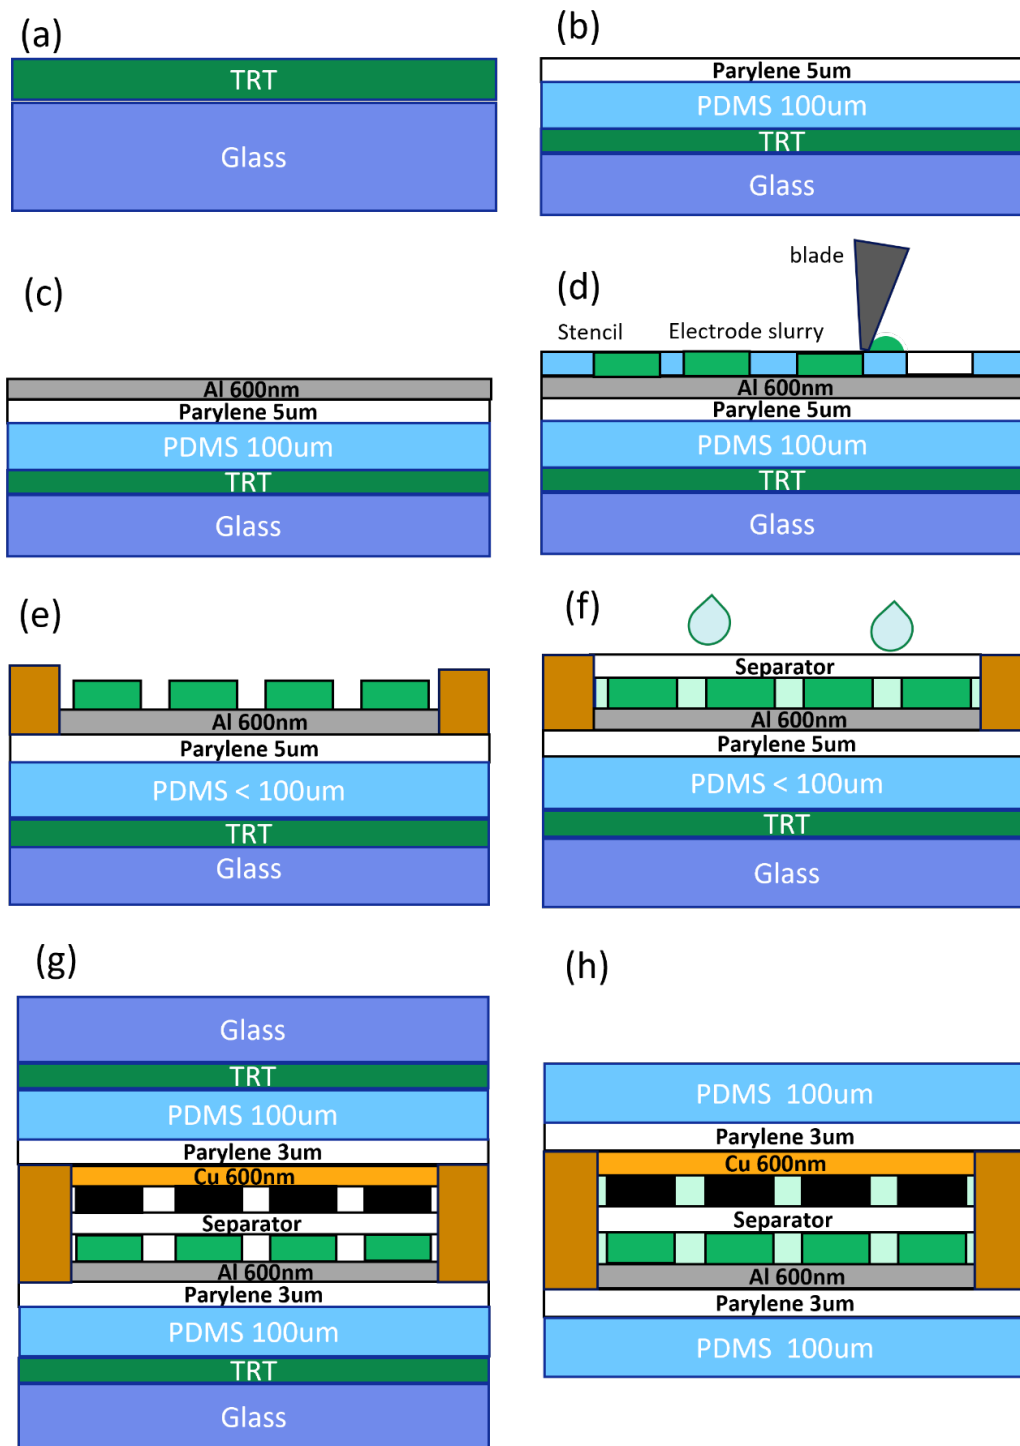 (a)
TRT
Glass
(b)
Parylene 5um
PDMS 100um
TRT
Glass
(c)
Al 600nm
Parylene 5um
PDMS 100um
TRT
Glass
(d)
blade
Stencil Electrode slurry
Al 600nm
Parylene 5um
PDMS 100um
TRT
Glass
(e)
Al 600nm
Parylene 5um
PDMS < 100um
TRT
Glass
(f)
Separator
Al 600nm
Parylene 5um
PDMS < 100um
TRT
Glass
(g)
Glass
TRT
PDMS 100um
Parylene 3um
Cu 600nm
Separator
Al 600nm
Parylene 3um
PDMS 100um
TRT
Glass
(h)
PDMS 100um
Parylene 3um
Cu 600nm
Separator
Al 600nm
Parylene 3um
PDMS 100um